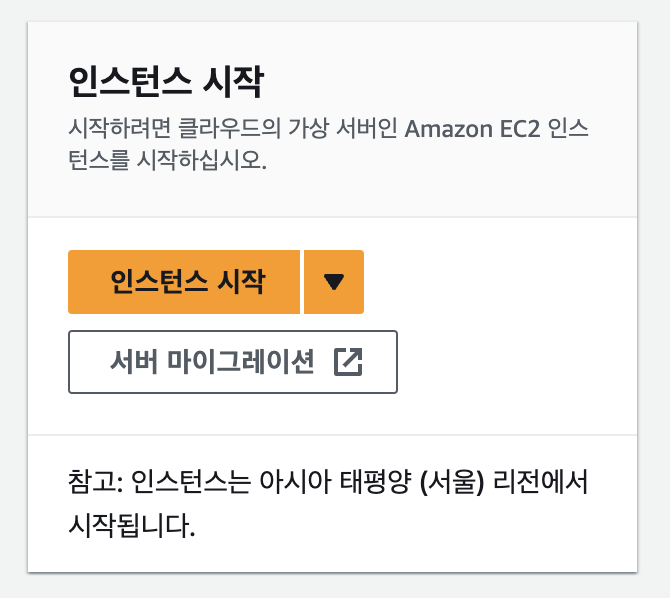 인스턴스 시작
시작하려면 클라우드의 가상 서버인 Amazon EC2 인스
턴스를 시작하십시오.
인스턴스 시작
서버 마이그레이션
참고: 인스턴스는 아시아 태평양 (서울) 리전에서
시작됩니다.